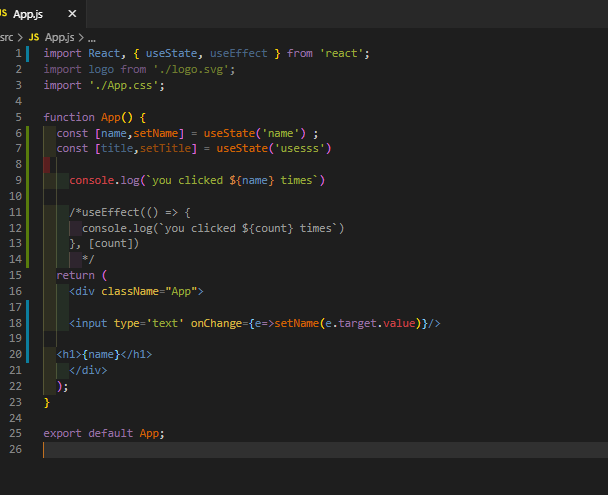 JS App.js ×
src > JS App.js > ...
1 import React, { useState, useEffect } from 'react';
2 import logo from './logo.svg';
3 import './App.css';
4
5 function App() {
6 const [name,setName] = useState('name') ;
7 const [title,setTitle] = useState('usesss')
8
9 console.log(`you clicked ${name} times`)
10
11 /*useEffect(() => {
12 console.log(`you clicked ${count} times`)
13 }, [count])
14 */
15 return (
16 <div className="App">
17
18 <input type='text' onChange={e=>setName(e.target.value)}/>
19
20 <h1>{name}</h1>
21 </div>
22 );
23 }
24
25 export default App;
26